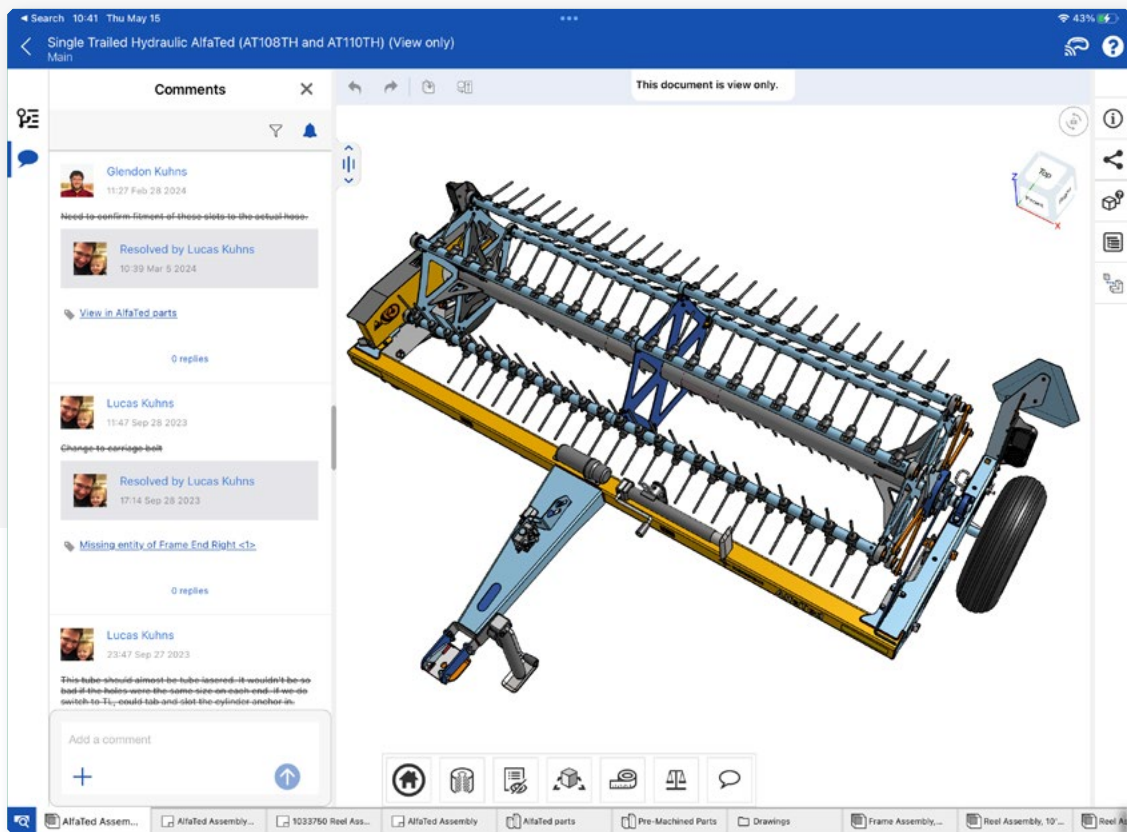 Search 10:41 Thu May 15
43%
Single Trailed Hydraulic AlfaTed (AT108TH and AT110TH) (View only)
Main
Comments
This document is view only.
Glendon Kuhns
11:27 Feb 28 2024
Need to confirm fitment of these slots to the actual hose.
Resolved by Lucas Kuhns
10:39 Mar 5 2024
View in AlfaTed parts
0 replies
Lucas Kuhns
11:47 Sep 28 2023
Change to carriage bolt
Resolved by Lucas Kuhns
17:14 Sep 28 2023
Missing entity of Frame End Right <1>
0 replies
Lucas Kuhns
23:47 Sep 27 2023
This tube should almost be tube lasered. It wouldn't be so
bad if the holes were the same size on each end. If we do
switch to TL, could tab and slot the cylinder anchor in.
Add a comment
Z
Top
Front
Right
X
AlfaTed Assem...
AlfaTed Assembly...
1033750 Reel Ass...
AlfaTed Assembly
AlfaTed parts
Pre-Machined Parts
Drawings
Frame Assembly,...
Reel Assembly, 10'...
Reel As